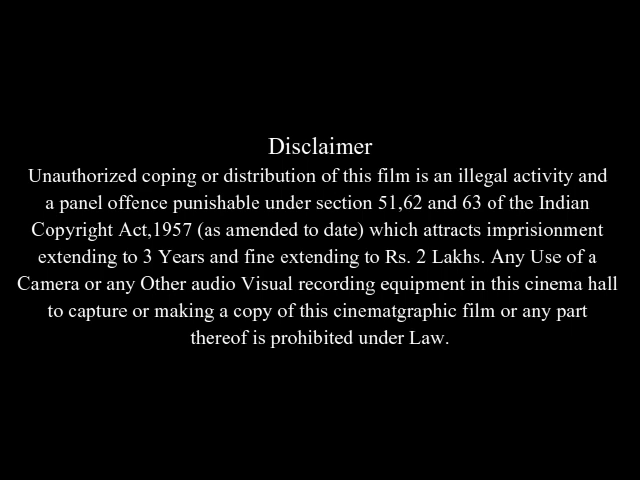 Disclaimer
Unauthorized coping or distribution of this film is an illegal activity and
a panel offence punishable under section 51,62 and 63 of the Indian
Copyright Act,1957 (as amended to date) which attracts imprisionment
extending to 3 Years and fine extending to Rs. 2 Lakhs. Any Use of a
Camera or any Other audio Visual recording equipment in this cinema hall
to capture or making a copy of this cinematgraphic film or any part
thereof is prohibited under Law.